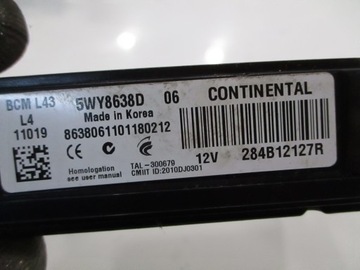 BCM L43 5WY8638D 06 CONTINENTAL
L4 Made in Korea
11019 8638061101180212
Homologation
see user manual
TAL-300679
CMIIT ID:2010DJ0301
12V 284B12127R